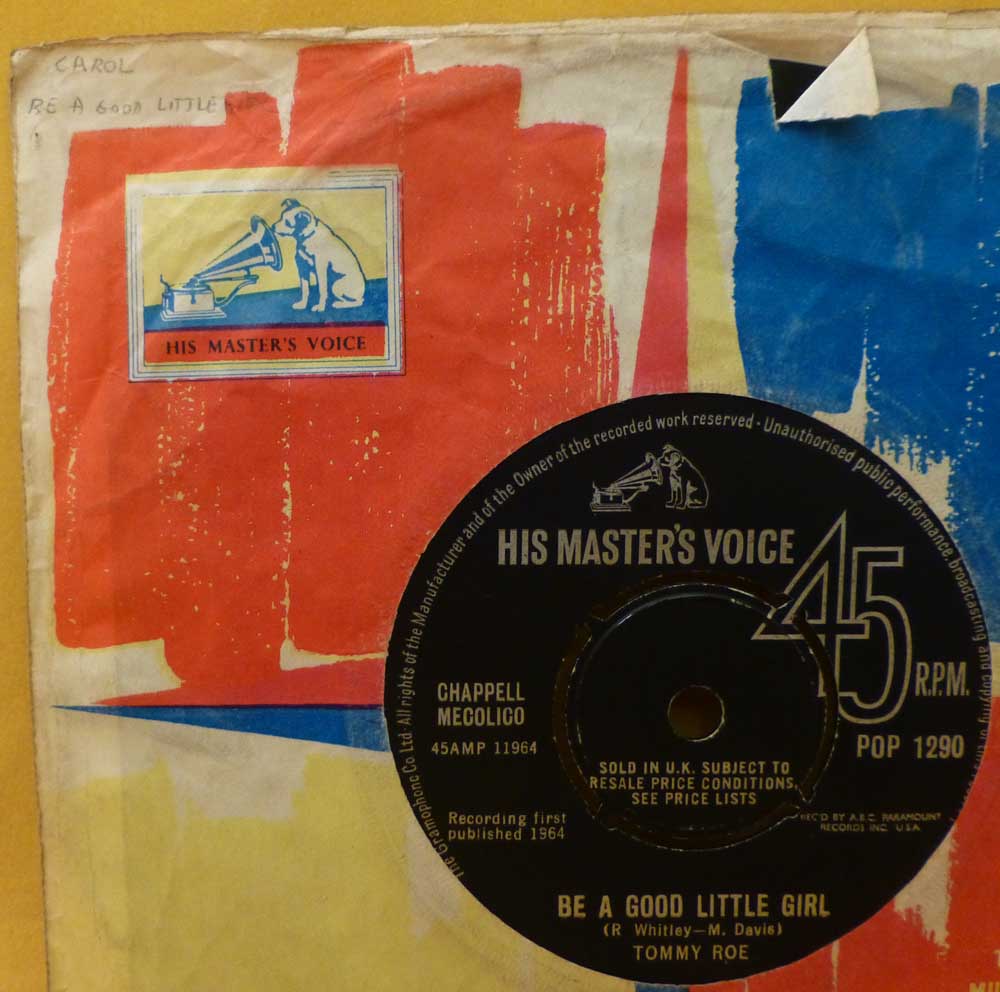 CAROL
BE A GOOD LITTLE
HIS MASTER'S VOICE
The Gramophone Co. Ltd · All rights of the Manufacturer and of the Owner of the recorded work reserved · Unauthorised public performance, broadcasting and copying of
HIS MASTER'S VOICE
45 R.P.M.
CHAPPELL
MECOLICO
45AMP 11964
POP 1290
SOLD IN U.K. SUBJECT TO
RESALE PRICE CONDITIONS,
SEE PRICE LISTS
Recording first
published 1964
REC'D BY A.B.C. PARAMOUNT
RECORDS INC. U.S.A.
BE A GOOD LITTLE GIRL
(R Whitley—M. Davis)
TOMMY ROE